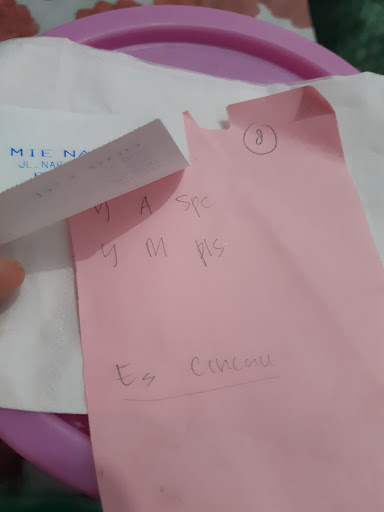 MIE NA
JL. NAR
8
Y A Spc
Y M pls
Es Cincau